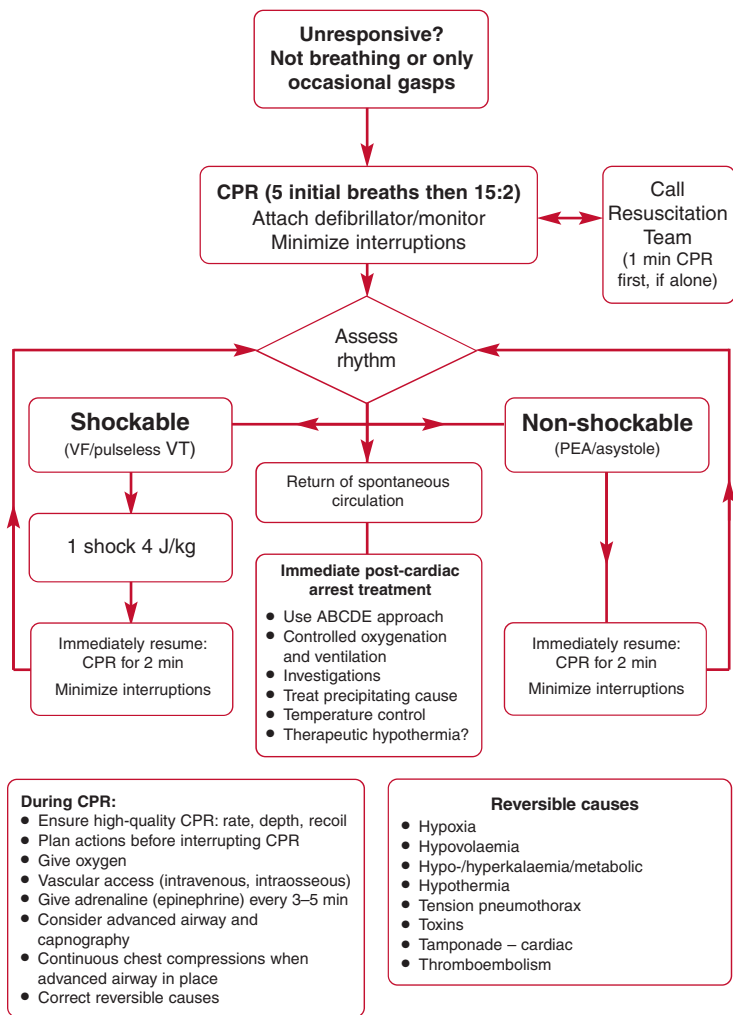 Unresponsive?
Not breathing or only
occasional gasps
CPR (5 initial breaths then 15:2)
Attach defibrillator/monitor
Minimize interruptions
Call
Resuscitation
Team
(1 min CPR
first, if alone)
Assess
rhythm
Shockable
(VF/pulseless VT)
Non-shockable
(PEA/asystole)
Return of spontaneous
circulation
1 shock 4 J/kg
Immediately resume:
CPR for 2 min
Minimize interruptions
Immediate post-cardiac
arrest treatment
● Use ABCDE approach
● Controlled oxygenation
and ventilation
● Investigations
● Treat precipitating cause
● Temperature control
● Therapeutic hypothermia?
Immediately resume:
CPR for 2 min
Minimize interruptions
During CPR:
● Ensure high-quality CPR: rate, depth, recoil
● Plan actions before interrupting CPR
● Give oxygen
● Vascular access (intravenous, intraosseous)
● Give adrenaline (epinephrine) every 3–5 min
● Consider advanced airway and
capnography
● Continuous chest compressions when
advanced airway in place
● Correct reversible causes
Reversible causes
● Hypoxia
● Hypovolaemia
● Hypo-/hyperkalaemia/metabolic
● Hypothermia
● Tension pneumothorax
● Toxins
● Tamponade – cardiac
● Thromboembolism